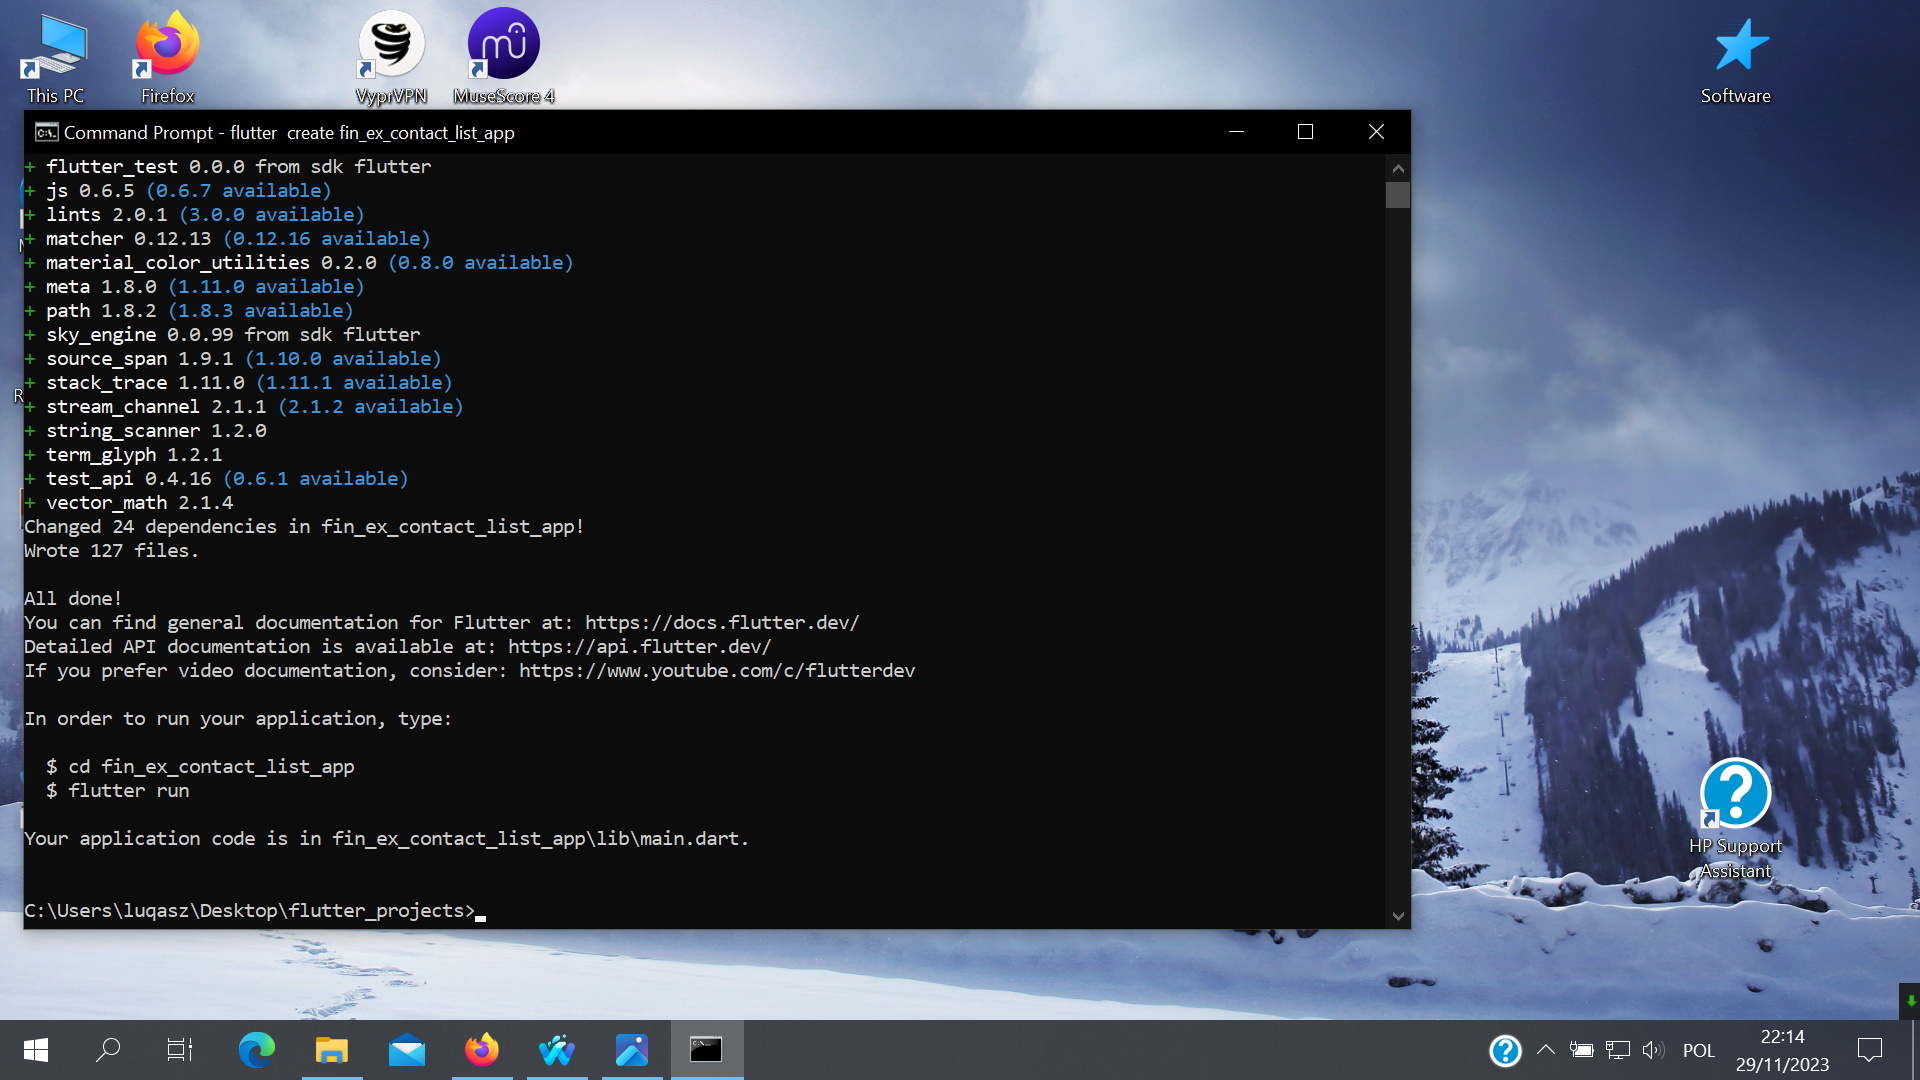 This PC
Firefox
VyprVPN
MuseScore 4
Software
Command Prompt - flutter  create fin_ex_contact_list_app
+ flutter_test 0.0.0 from sdk flutter
+ js 0.6.5 (0.6.7 available)
+ lints 2.0.1 (3.0.0 available)
+ matcher 0.12.13 (0.12.16 available)
+ material_color_utilities 0.2.0 (0.8.0 available)
+ meta 1.8.0 (1.11.0 available)
+ path 1.8.2 (1.8.3 available)
+ sky_engine 0.0.99 from sdk flutter
+ source_span 1.9.1 (1.10.0 available)
+ stack_trace 1.11.0 (1.11.1 available)
+ stream_channel 2.1.1 (2.1.2 available)
+ string_scanner 1.2.0
+ term_glyph 1.2.1
+ test_api 0.4.16 (0.6.1 available)
+ vector_math 2.1.4
Changed 24 dependencies in fin_ex_contact_list_app!
Wrote 127 files.
All done!
You can find general documentation for Flutter at: https://docs.flutter.dev/
Detailed API documentation is available at: https://api.flutter.dev/
If you prefer video documentation, consider: https://www.youtube.com/c/flutterdev
In order to run your application, type:
$ cd fin_ex_contact_list_app
$ flutter run
Your application code is in fin_ex_contact_list_app\lib\main.dart.
C:\Users\luqasz\Desktop\flutter_projects>
HP Support
Assistant
POL
22:14
29/11/2023